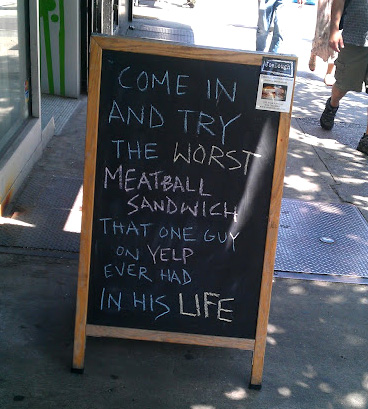 COME IN
AND TRY
THE WORST
MEATBALL
SANDWICH
THAT ONE GUY
ON YELP
EVER HAD
IN HIS LIFE